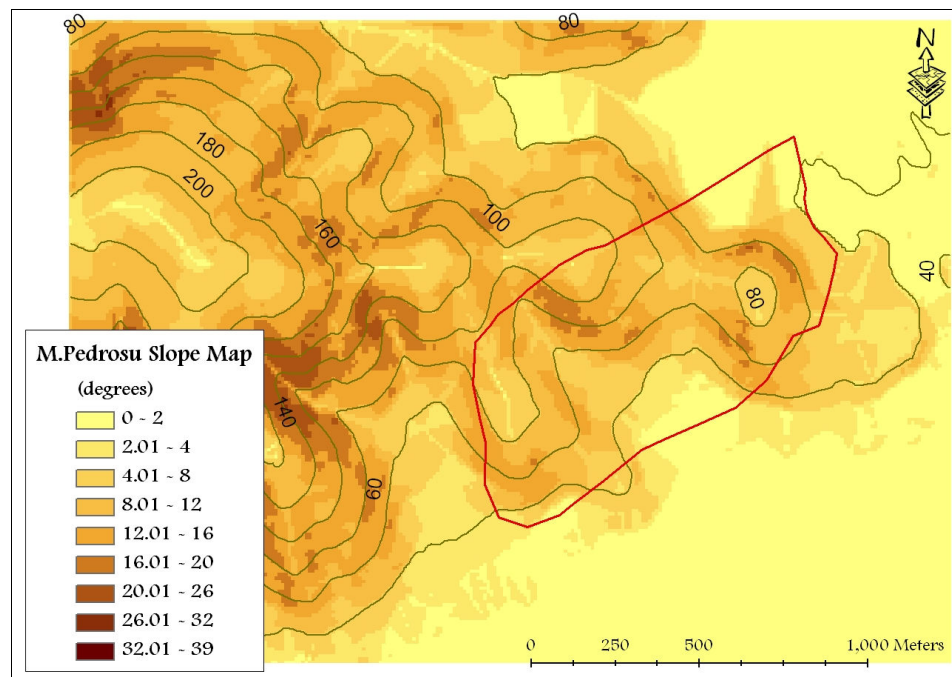 80
80
N
180
200
100
160
40
80
M.Pedrosu Slope Map
(degrees)
0 - 2
2.01 - 4
4.01 - 8
8.01 - 12
12.01 - 16
16.01 - 20
20.01 - 26
26.01 - 32
32.01 - 39
140
60
0 250 500 1,000 Meters